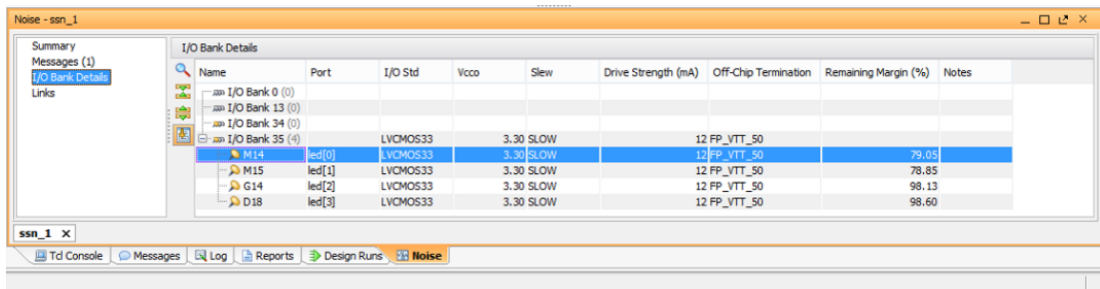 Noise - ssn_1
Summary
Messages (1)
I/O Bank Details
Links
I/O Bank Details
Name Port I/O Std Vcco Slew Drive Strength (mA) Off-Chip Termination Remaining Margin (%) Notes
I/O Bank 0 (0)
I/O Bank 13 (0)
I/O Bank 34 (0)
I/O Bank 35 (4) LVCMOS33 3.30 SLOW 12 FP_VTT_50
M14 led[0] LVCMOS33 3.30 SLOW 12 FP_VTT_50 79.05
M15 led[1] LVCMOS33 3.30 SLOW 12 FP_VTT_50 78.85
G14 led[2] LVCMOS33 3.30 SLOW 12 FP_VTT_50 98.13
D18 led[3] LVCMOS33 3.30 SLOW 12 FP_VTT_50 98.60
ssn_1
Tcl Console Messages Log Reports Design Runs Noise